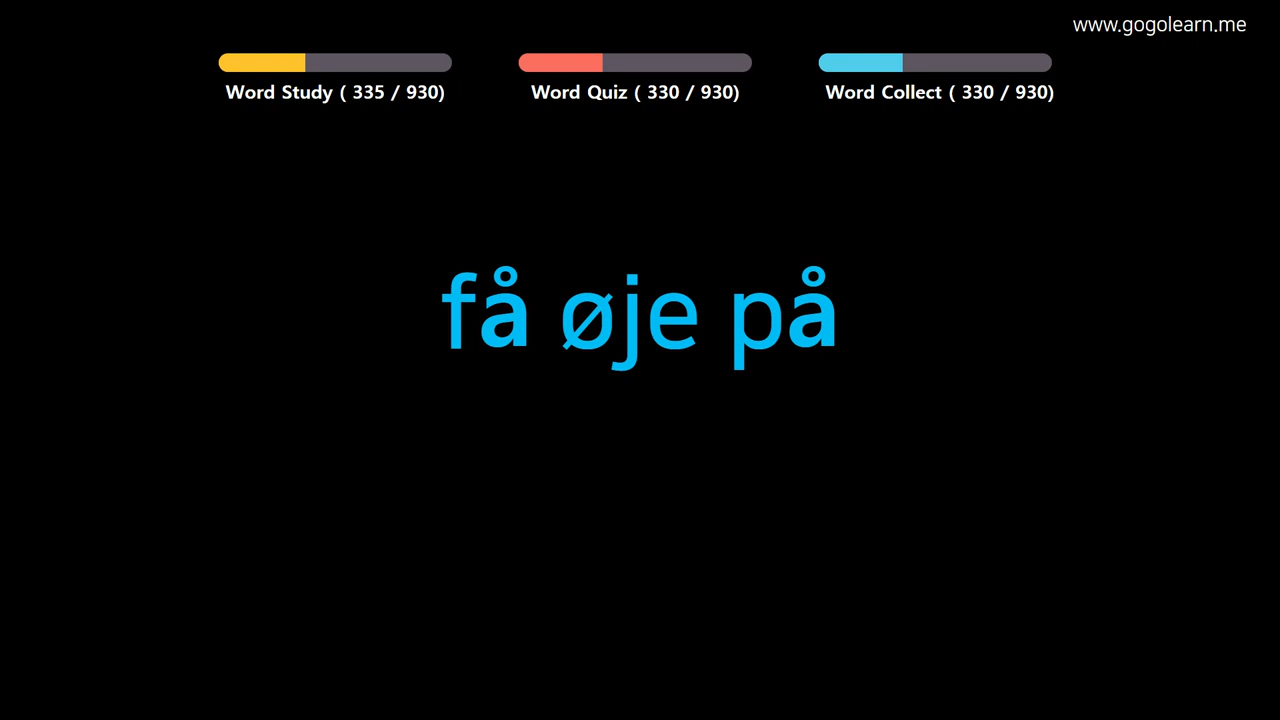 www.gogolearn.me
Word Study ( 335 / 930)
Word Quiz ( 330 / 930)
Word Collect ( 330 / 930)
få øje på